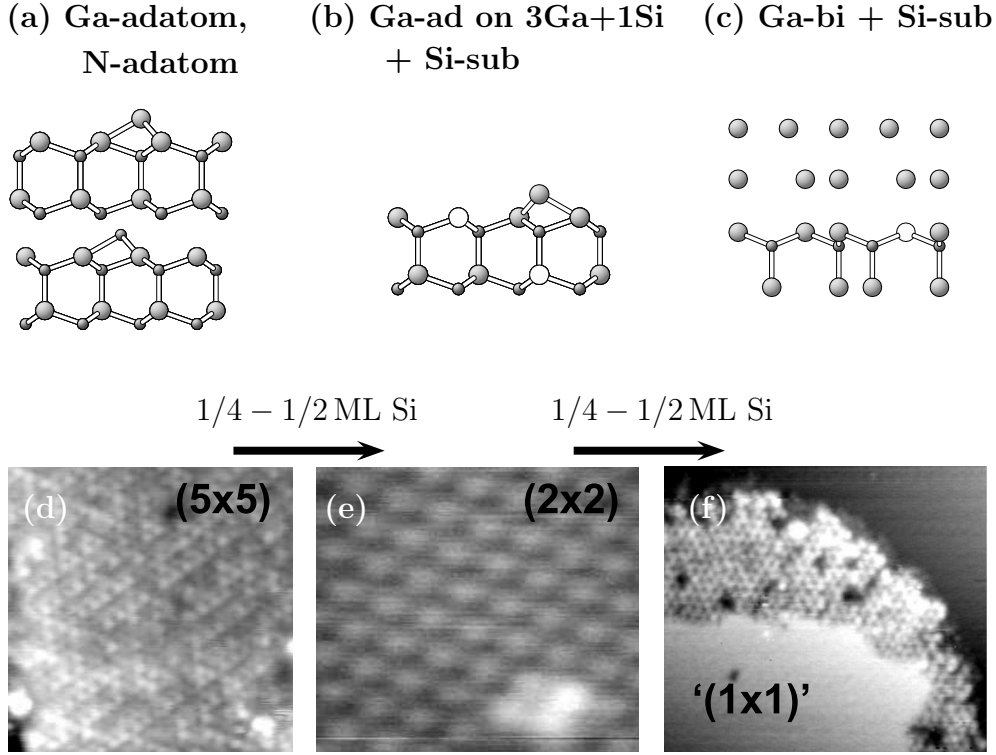 (a) Ga-adatom,
N-adatom
(b) Ga-ad on 3Ga+1Si
+ Si-sub
(c) Ga-bi + Si-sub
1/4 − 1/2 ML Si
1/4 − 1/2 ML Si
(d)
(5x5)
(e)
(2x2)
(f)
‘(1x1)’